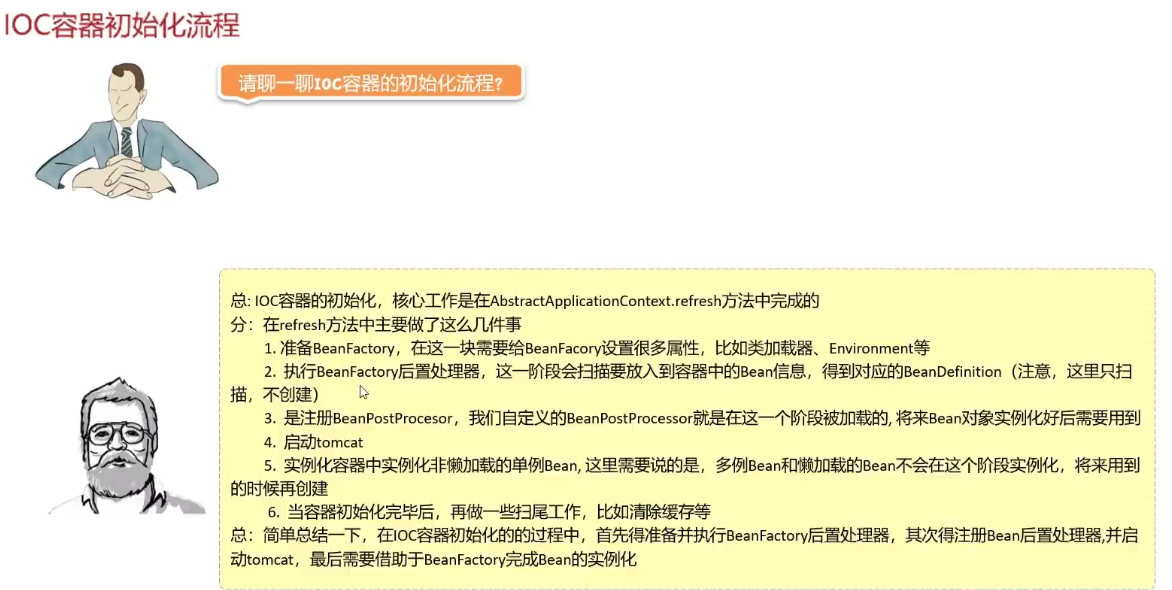 IOC容器初始化流程
请聊一聊IOC容器的初始化流程?
总: IOC容器的初始化，核心工作是在AbstractApplicationContext.refresh方法中完成的
分：在refresh方法中主要做了这么几件事
1. 准备BeanFactory，在这一块需要给BeanFacory设置很多属性，比如类加载器、Environment等
2. 执行BeanFactory后置处理器，这一阶段会扫描要放入到容器中的Bean信息，得到对应的BeanDefinition（注意，这里只扫
描，不创建）
3. 是注册BeanPostProcesor，我们自定义的BeanPostProcessor就是在这一个阶段被加载的, 将来Bean对象实例化好后需要用到
4. 启动tomcat
5. 实例化容器中实例化非懒加载的单例Bean, 这里需要说的是，多例Bean和懒加载的Bean不会在这个阶段实例化，将来用到
的时候再创建
6. 当容器初始化完毕后，再做一些扫尾工作，比如清除缓存等
总：简单总结一下，在IOC容器初始化的的过程中，首先得准备并执行BeanFactory后置处理器，其次得注册Bean后置处理器,并启
动tomcat，最后需要借助于BeanFactory完成Bean的实例化